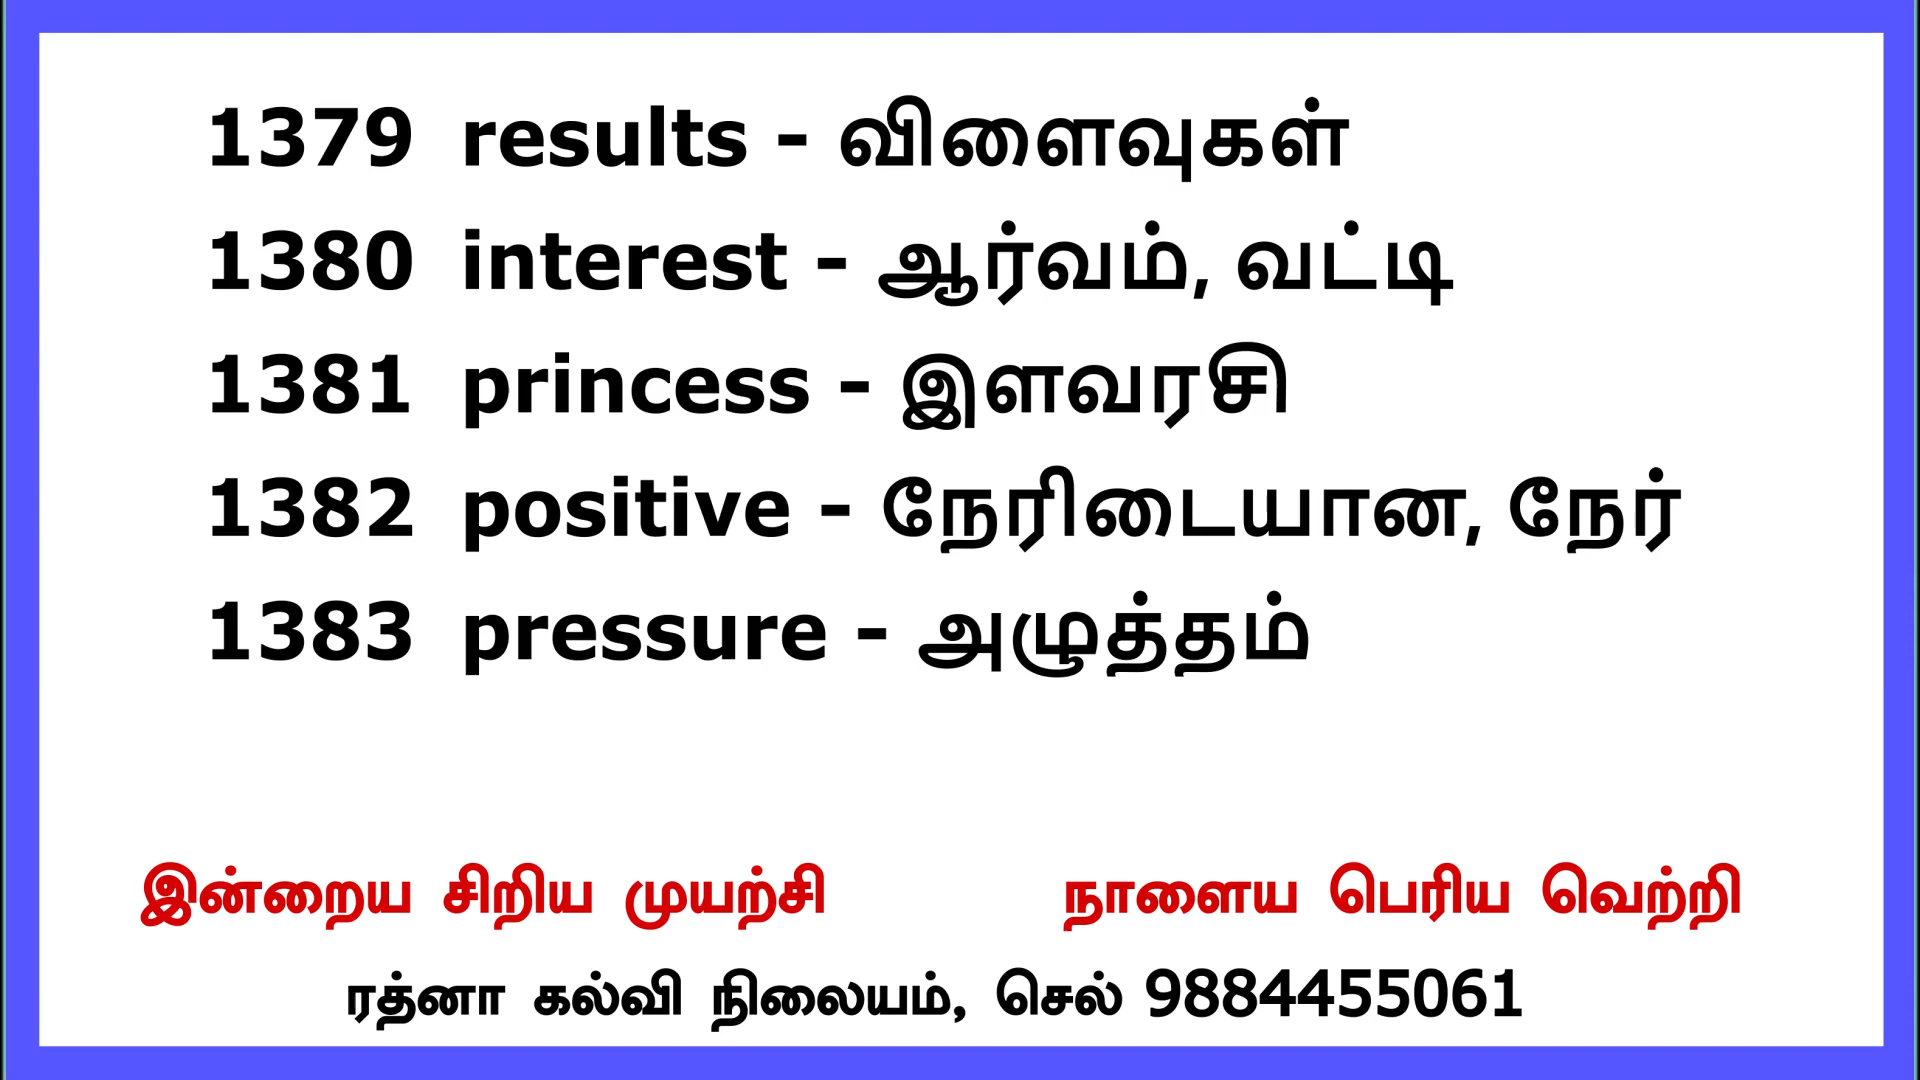 1379 results - விளைவுகள்
1380 interest - ஆர்வம், வட்டி
1381 princess - இளவரசி
1382 positive - நேரிடையான, நேர்
1383 pressure - அழுத்தம்
இன்றைய சிறிய முயற்சி நாளைய பெரிய வெற்றி
ரத்னா கல்வி நிலையம், செல் 9884455061